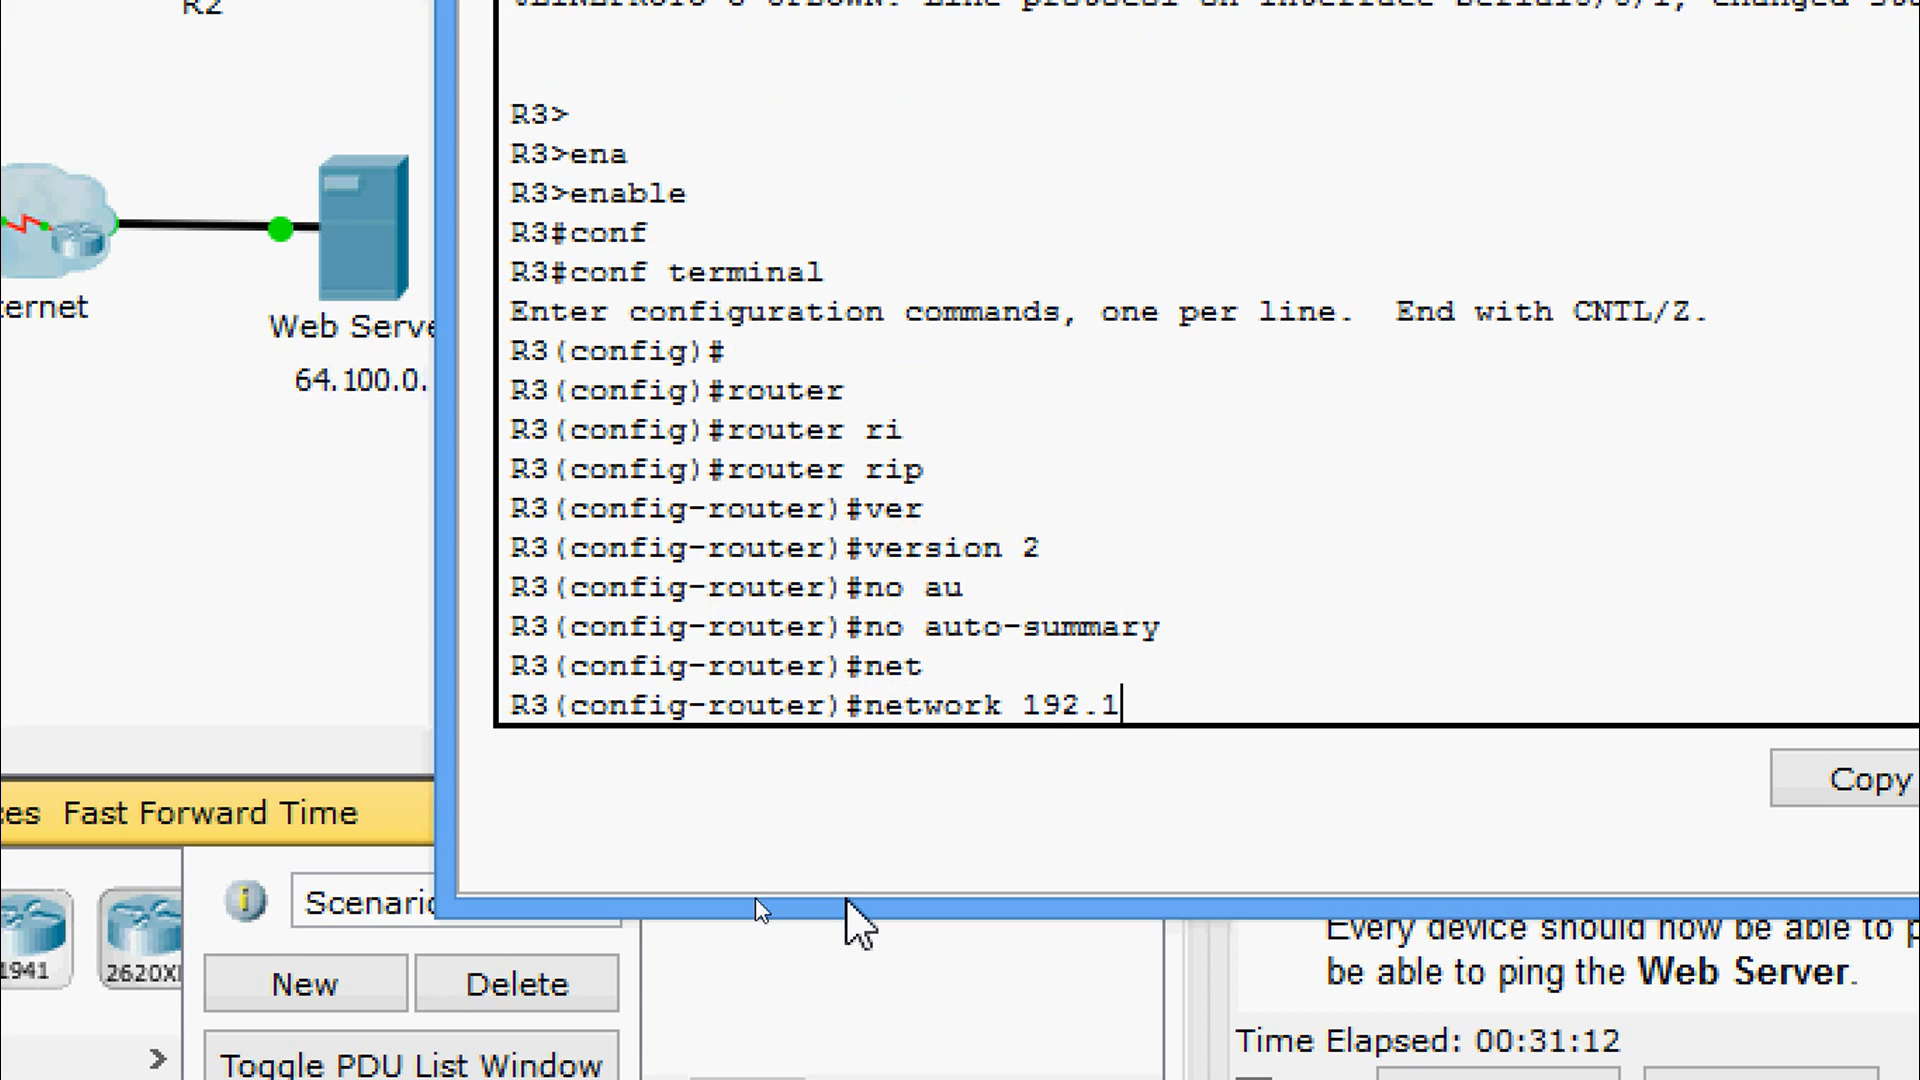 R2
R3>
R3>ena
R3>enable
R3#conf
R3#conf terminal
Enter configuration commands, one per line.  End with CNTL/Z.
R3(config)#
R3(config)#router
R3(config)#router ri
R3(config)#router rip
R3(config-router)#ver
R3(config-router)#version 2
R3(config-router)#no au
R3(config-router)#no auto-summary
R3(config-router)#net
R3(config-router)#network 192.1
ternet
Web Serve
64.100.0.
Copy
ces Fast Forward Time
Scenario
1941
2620X
New
Delete
Toggle PDU List Window
Every device should now be able to p
be able to ping the Web Server.
Time Elapsed: 00:31:12